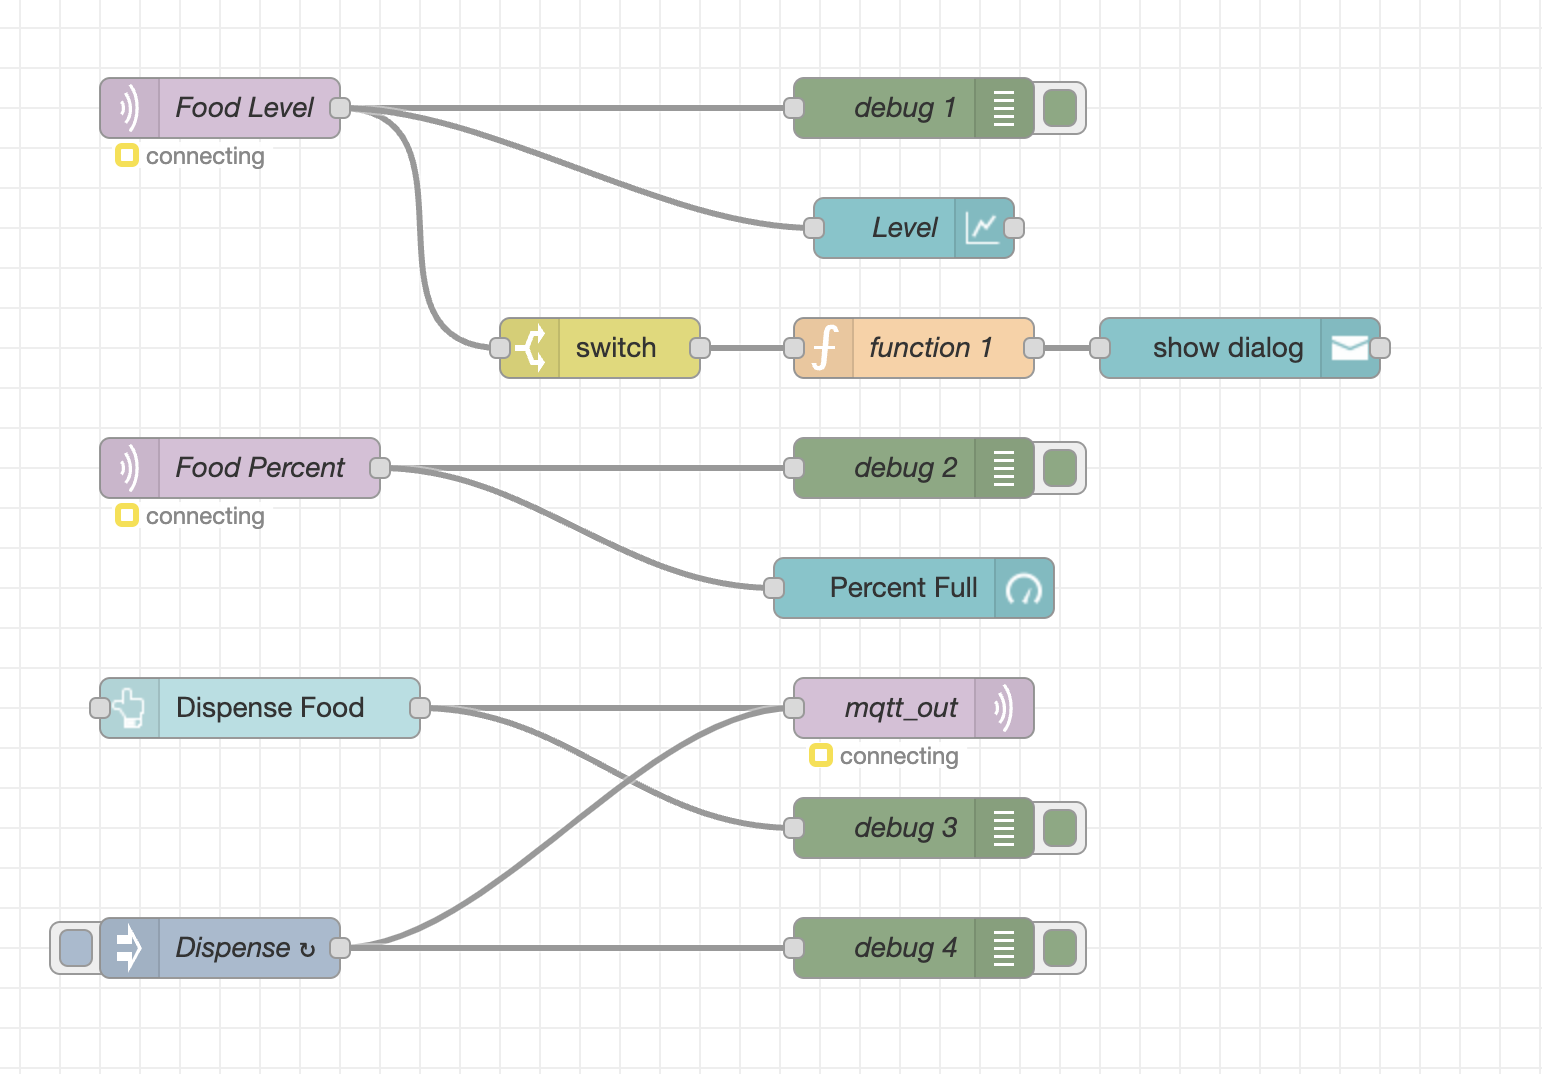 Food Level
connecting
debug 1
Level
switch
function 1
show dialog
Food Percent
connecting
debug 2
Percent Full
Dispense Food
mqtt_out
connecting
debug 3
Dispense ↻
debug 4